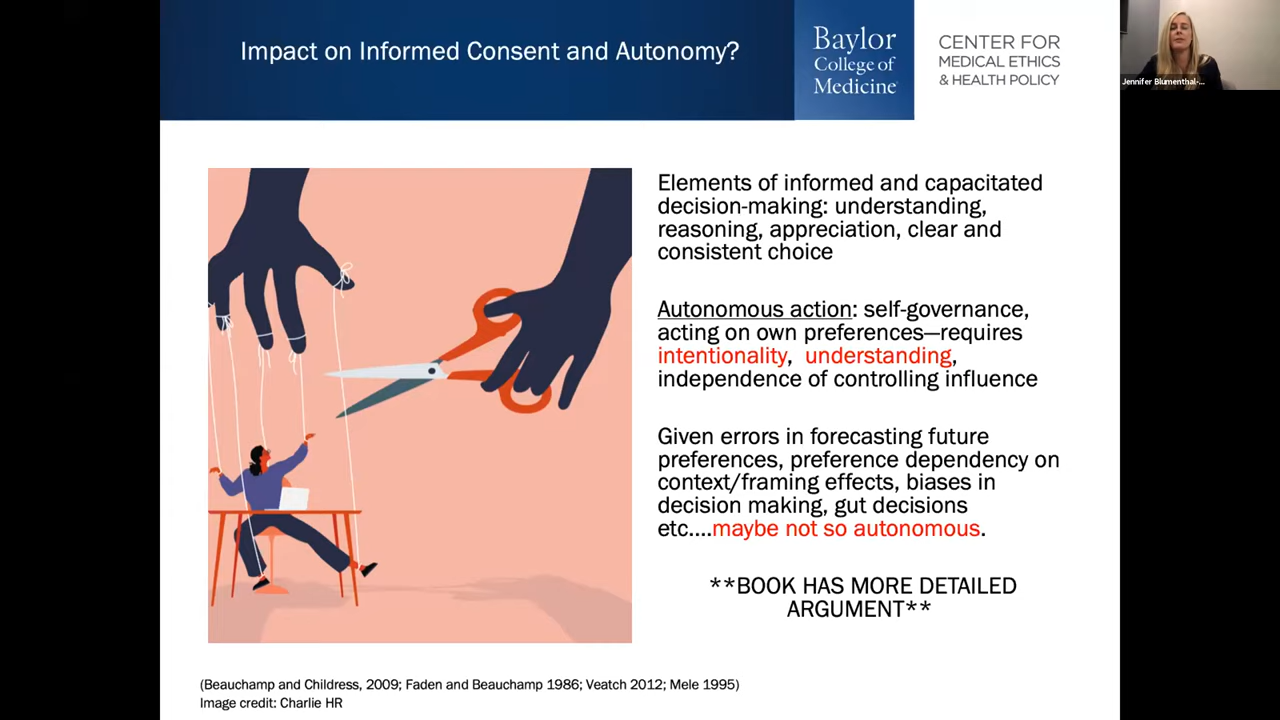 Impact on Informed Consent and Autonomy?
Baylor
College of
Medicine
CENTER FOR
MEDICAL ETHICS
& HEALTH POLICY
Jennifer Blumenthal-...
Elements of informed and capacitated
decision-making: understanding,
reasoning, appreciation, clear and
consistent choice
Autonomous action: self-governance,
acting on own preferences—requires
intentionality, understanding,
independence of controlling influence
Given errors in forecasting future
preferences, preference dependency on
context/framing effects, biases in
decision making, gut decisions
etc....maybe not so autonomous.
**BOOK HAS MORE DETAILED
ARGUMENT**
(Beauchamp and Childress, 2009; Faden and Beauchamp 1986; Veatch 2012; Mele 1995)
Image credit: Charlie HR